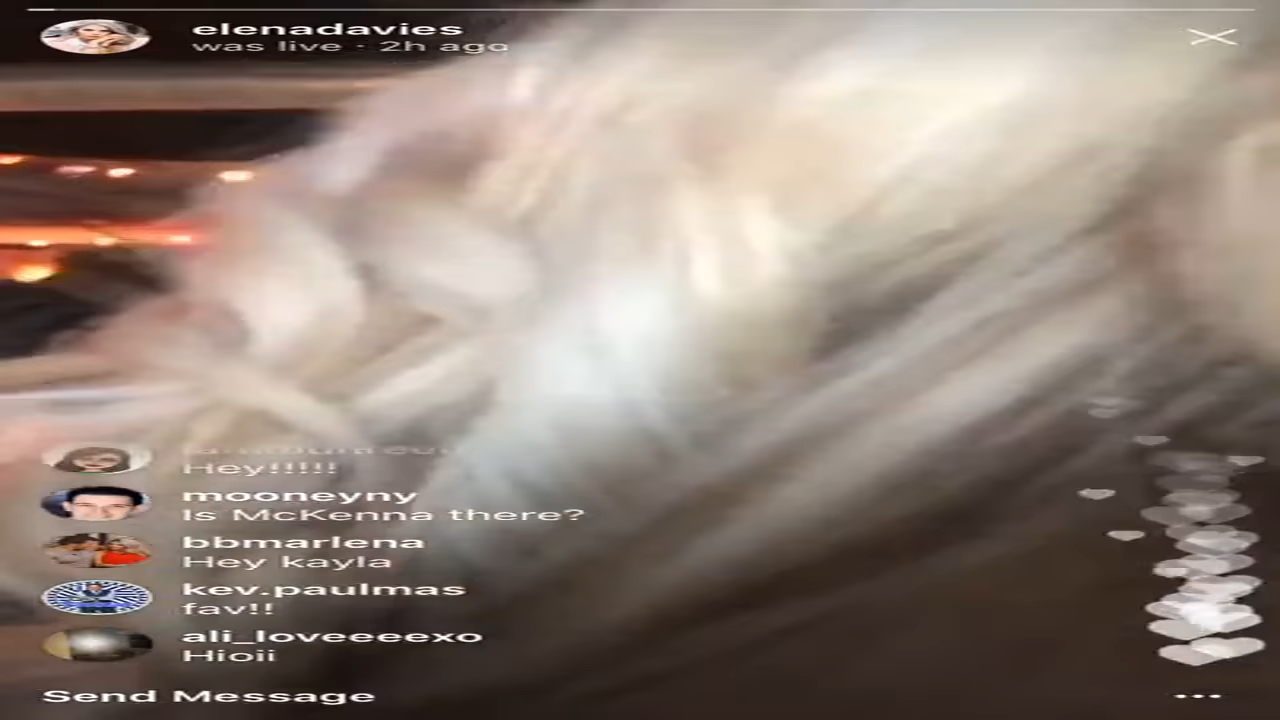 elenadavies
was live · 2h ago
Hey!!!!!
mooneyny
Is McKenna there?
bbmarlena
Hey kayla
kev.paulmas
fav!!
ali_loveeeexo
Hioii
Send Message